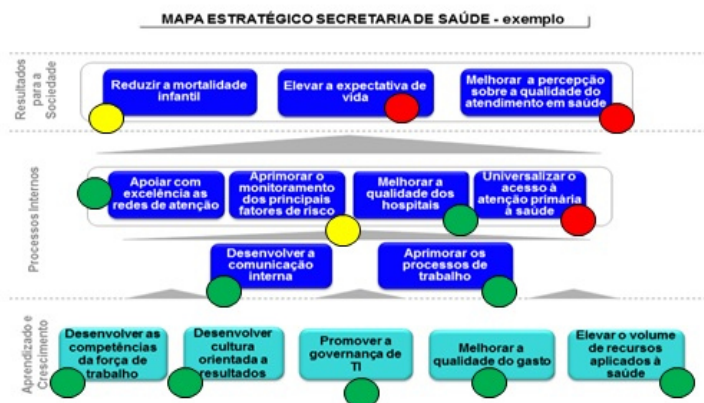 MAPA ESTRATÉGICO SECRETARIA DE SAÚDE - exemplo
Resultados
para a
Sociedade
Reduzir a mortalidade
infantil
Elevar a expectativa de
vida
Melhorar a percepção
sobre a qualidade do
atendimento em saúde
Processos Internos
Apoiar com
excelência as
redes de atenção
Aprimorar o
monitoramento
dos principais
fatores de risco
Melhorar a
qualidade dos
hospitais
Universalizar o
acesso à
atenção primária
à saúde
Desenvolver a
comunicação
interna
Aprimorar os
processos de
trabalho
Aprendizado e
Crescimento
Desenvolver as
competências
da força de
trabalho
Desenvolver
cultura
orientada a
resultados
Promover a
governança de
TI
Melhorar a
qualidade do gasto
Elevar o volume
de recursos
aplicados à
saúde